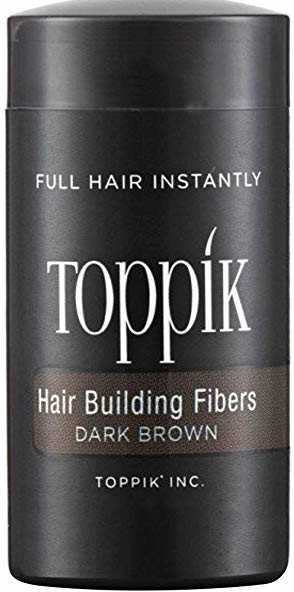 FULL HAIR INSTANTLY
TOPPIK
Hair Building Fibers
DARK BROWN
TOPPIK® INC.